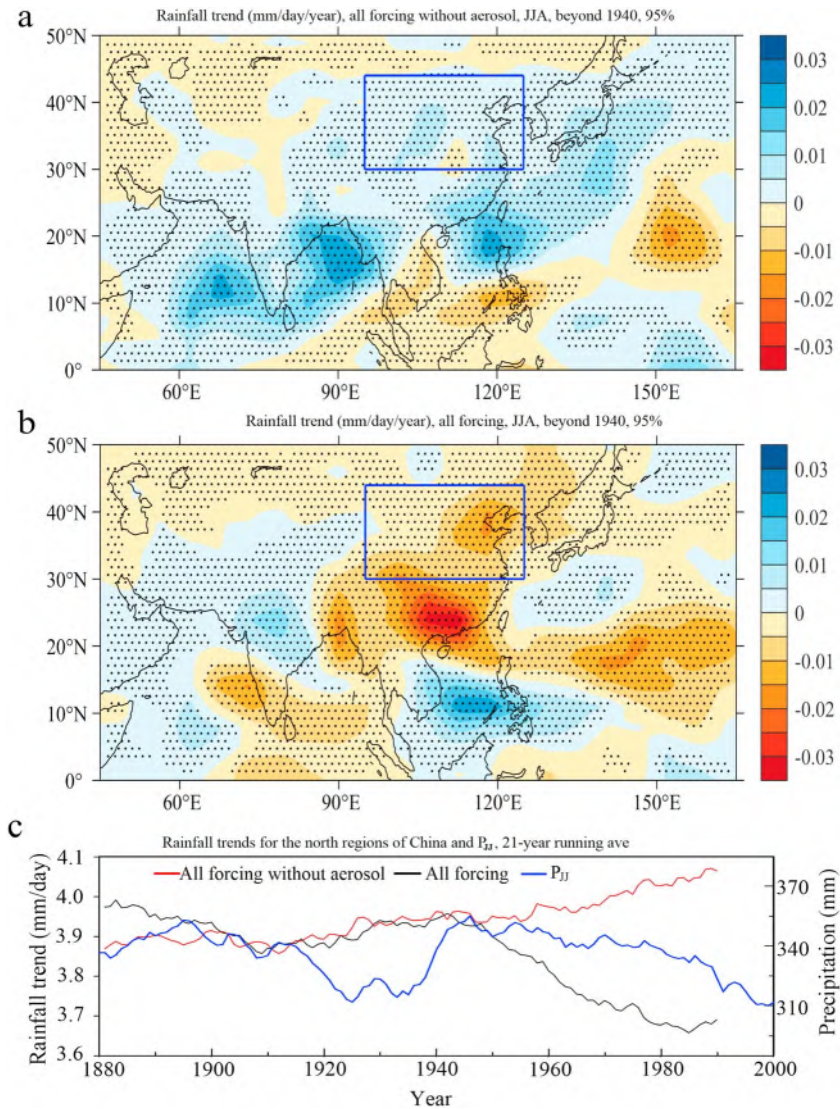 a
Rainfall trend (mm/day/year), all forcing without aerosol, JJA, beyond 1940, 95%
50°N
40°N
30°N
20°N
10°N
0°
60°E 90°E 120°E 150°E
0.03
0.02
0.01
0
-0.01
-0.02
-0.03
b
Rainfall trend (mm/day/year), all forcing, JJA, beyond 1940, 95%
50°N
40°N
30°N
20°N
10°N
0°
60°E 90°E 120°E 150°E
0.03
0.02
0.01
0
-0.01
-0.02
-0.03
c
Rainfall trends for the north regions of China and PJJ, 21-year running ave
All forcing without aerosol All forcing PJJ
Rainfall trend (mm/day)
4.1
4.0
3.9
3.8
3.7
3.6
370
340
310
Precipitation (mm)
1880 1900 1920 1940 1960 1980 2000
Year